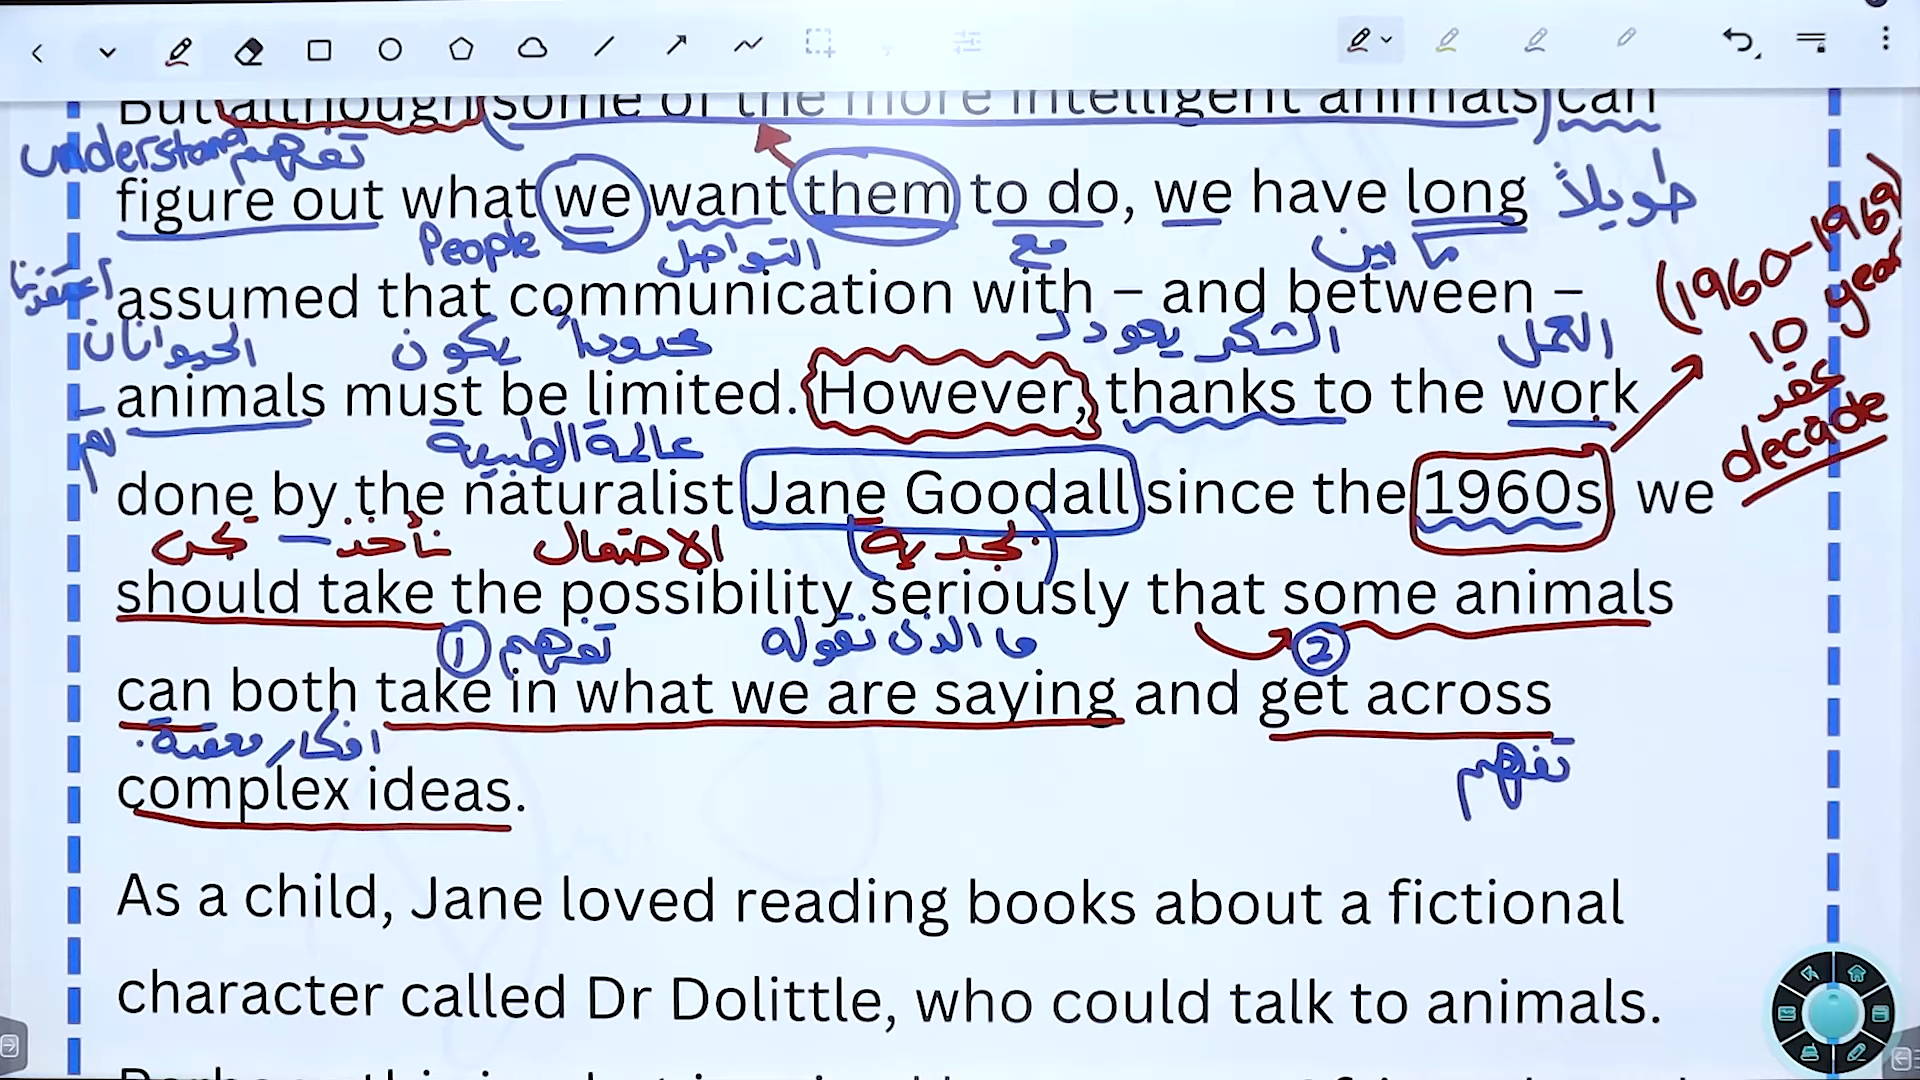 But although some of the more intelligent animals can
understand تفهم
figure out what we want them to do, we have long طويلاً
People التواصل مع ما بين
اعتقدنا assumed that communication with – and between –
الحيوانات يكون محدوداً الشكر يعود لـ العمل
animals must be limited. However, thanks to the work
(1960-1969)
10 year
عقد
decade
عالمة الطبيعة
done by the naturalist Jane Goodall since the 1960s we
نأخذ الاحتمال (بجدية)
should take the possibility seriously that some animals
1 تفهم ما الذى نقوله 2
can both take in what we are saying and get across
افكار معقدة تفهم
complex ideas.
As a child, Jane loved reading books about a fictional
character called Dr Dolittle, who could talk to animals.